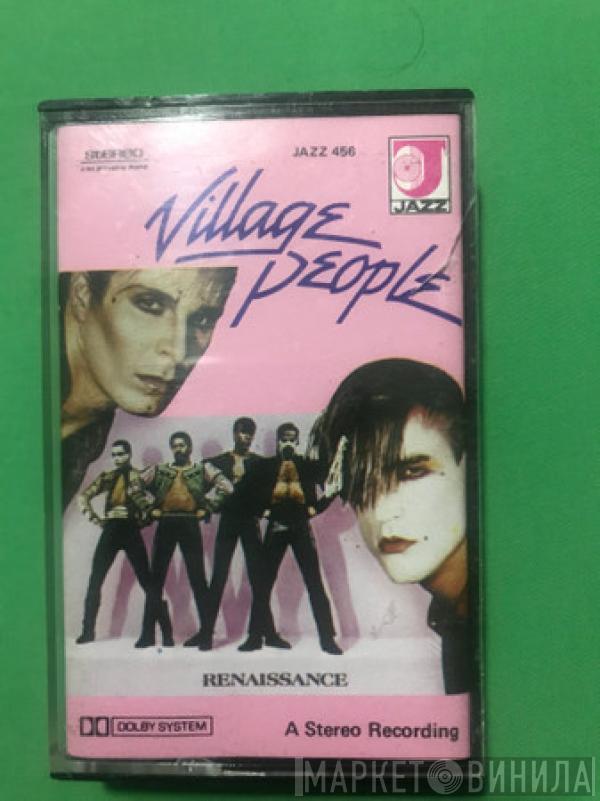 STEREO
JAZZ 456
J
JAZZ
Village
People
RENAISSANCE
DOLBY SYSTEM
A Stereo Recording
МАРКЕТ ВИНИЛА